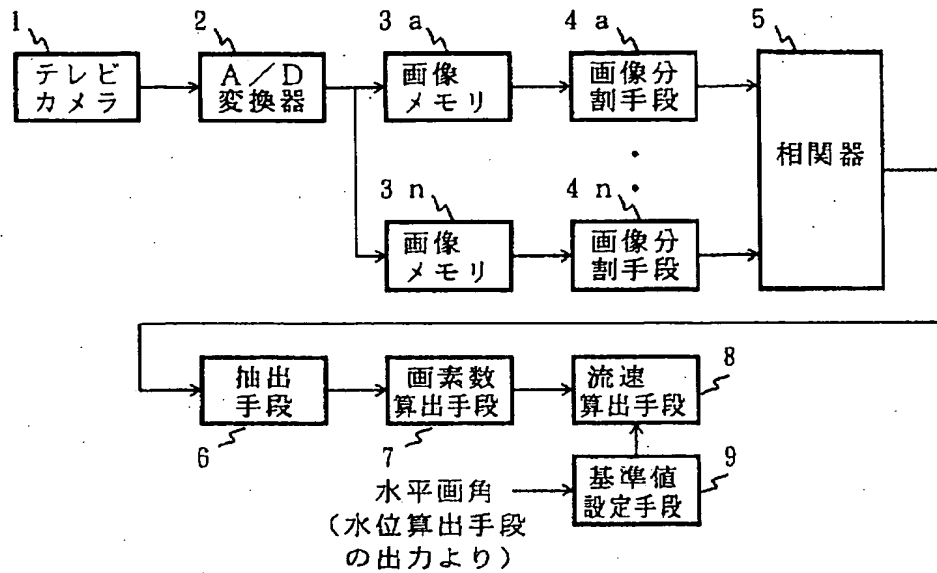 1
2
3 a
4 a
5
テレビ
カメラ
A/D
変換器
画像
メモリ
画像分
割手段
相関器
3 n
4 n
画像
メモリ
画像分
割手段
抽出
手段
画素数
算出手段
流速
算出手段
8
6
7
基準値
設定手段
9
水平画角
(水位算出手段
の出力より)